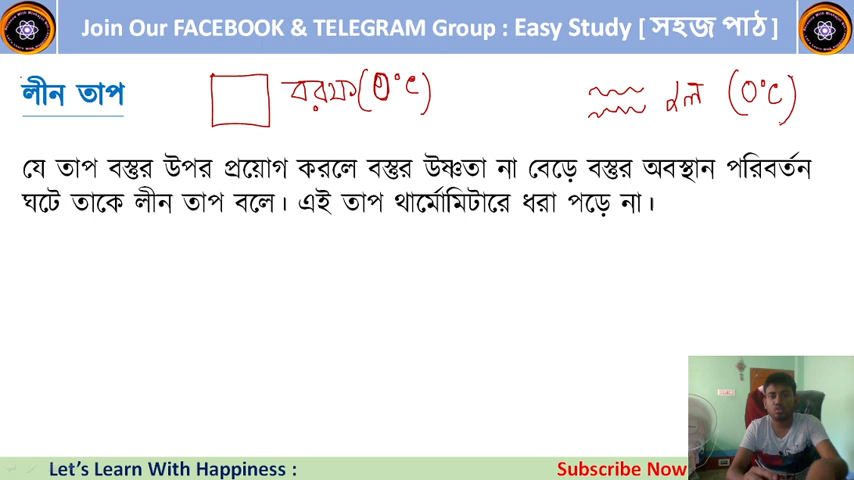 Join Our FACEBOOK & TELEGRAM Group : Easy Study [ সহজ পাঠ ]
লীন তাপ
বরফ (0°C)
জল (0°C)
যে তাপ বস্তুর উপর প্রয়োগ করলে বস্তুর উষ্ণতা না বেড়ে বস্তুর অবস্থান পরিবর্তন
ঘটে তাকে লীন তাপ বলে। এই তাপ থার্মোমিটারে ধরা পড়ে না।
Let’s Learn With Happiness :
Subscribe Now